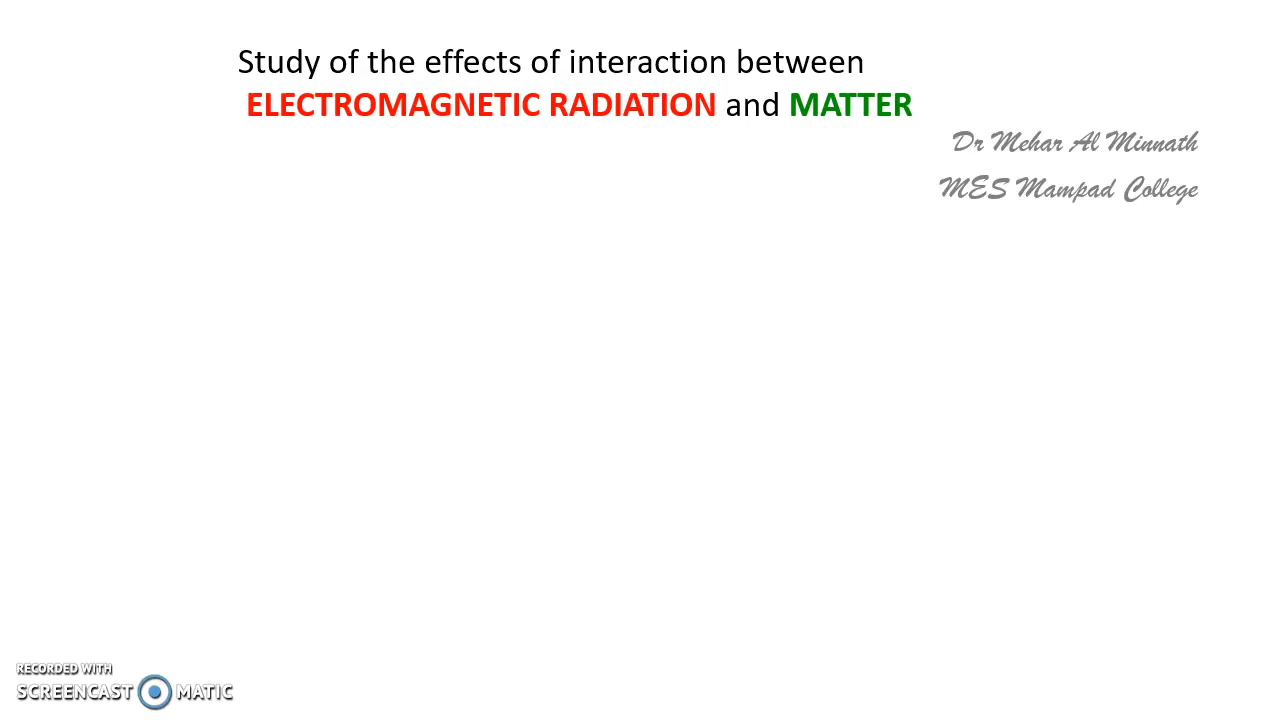 Study of the effects of interaction between
ELECTROMAGNETIC RADIATION and MATTER
Dr Mehar Al Minnath
MES Mampad College
RECORDED WITH
SCREENCAST MATIC